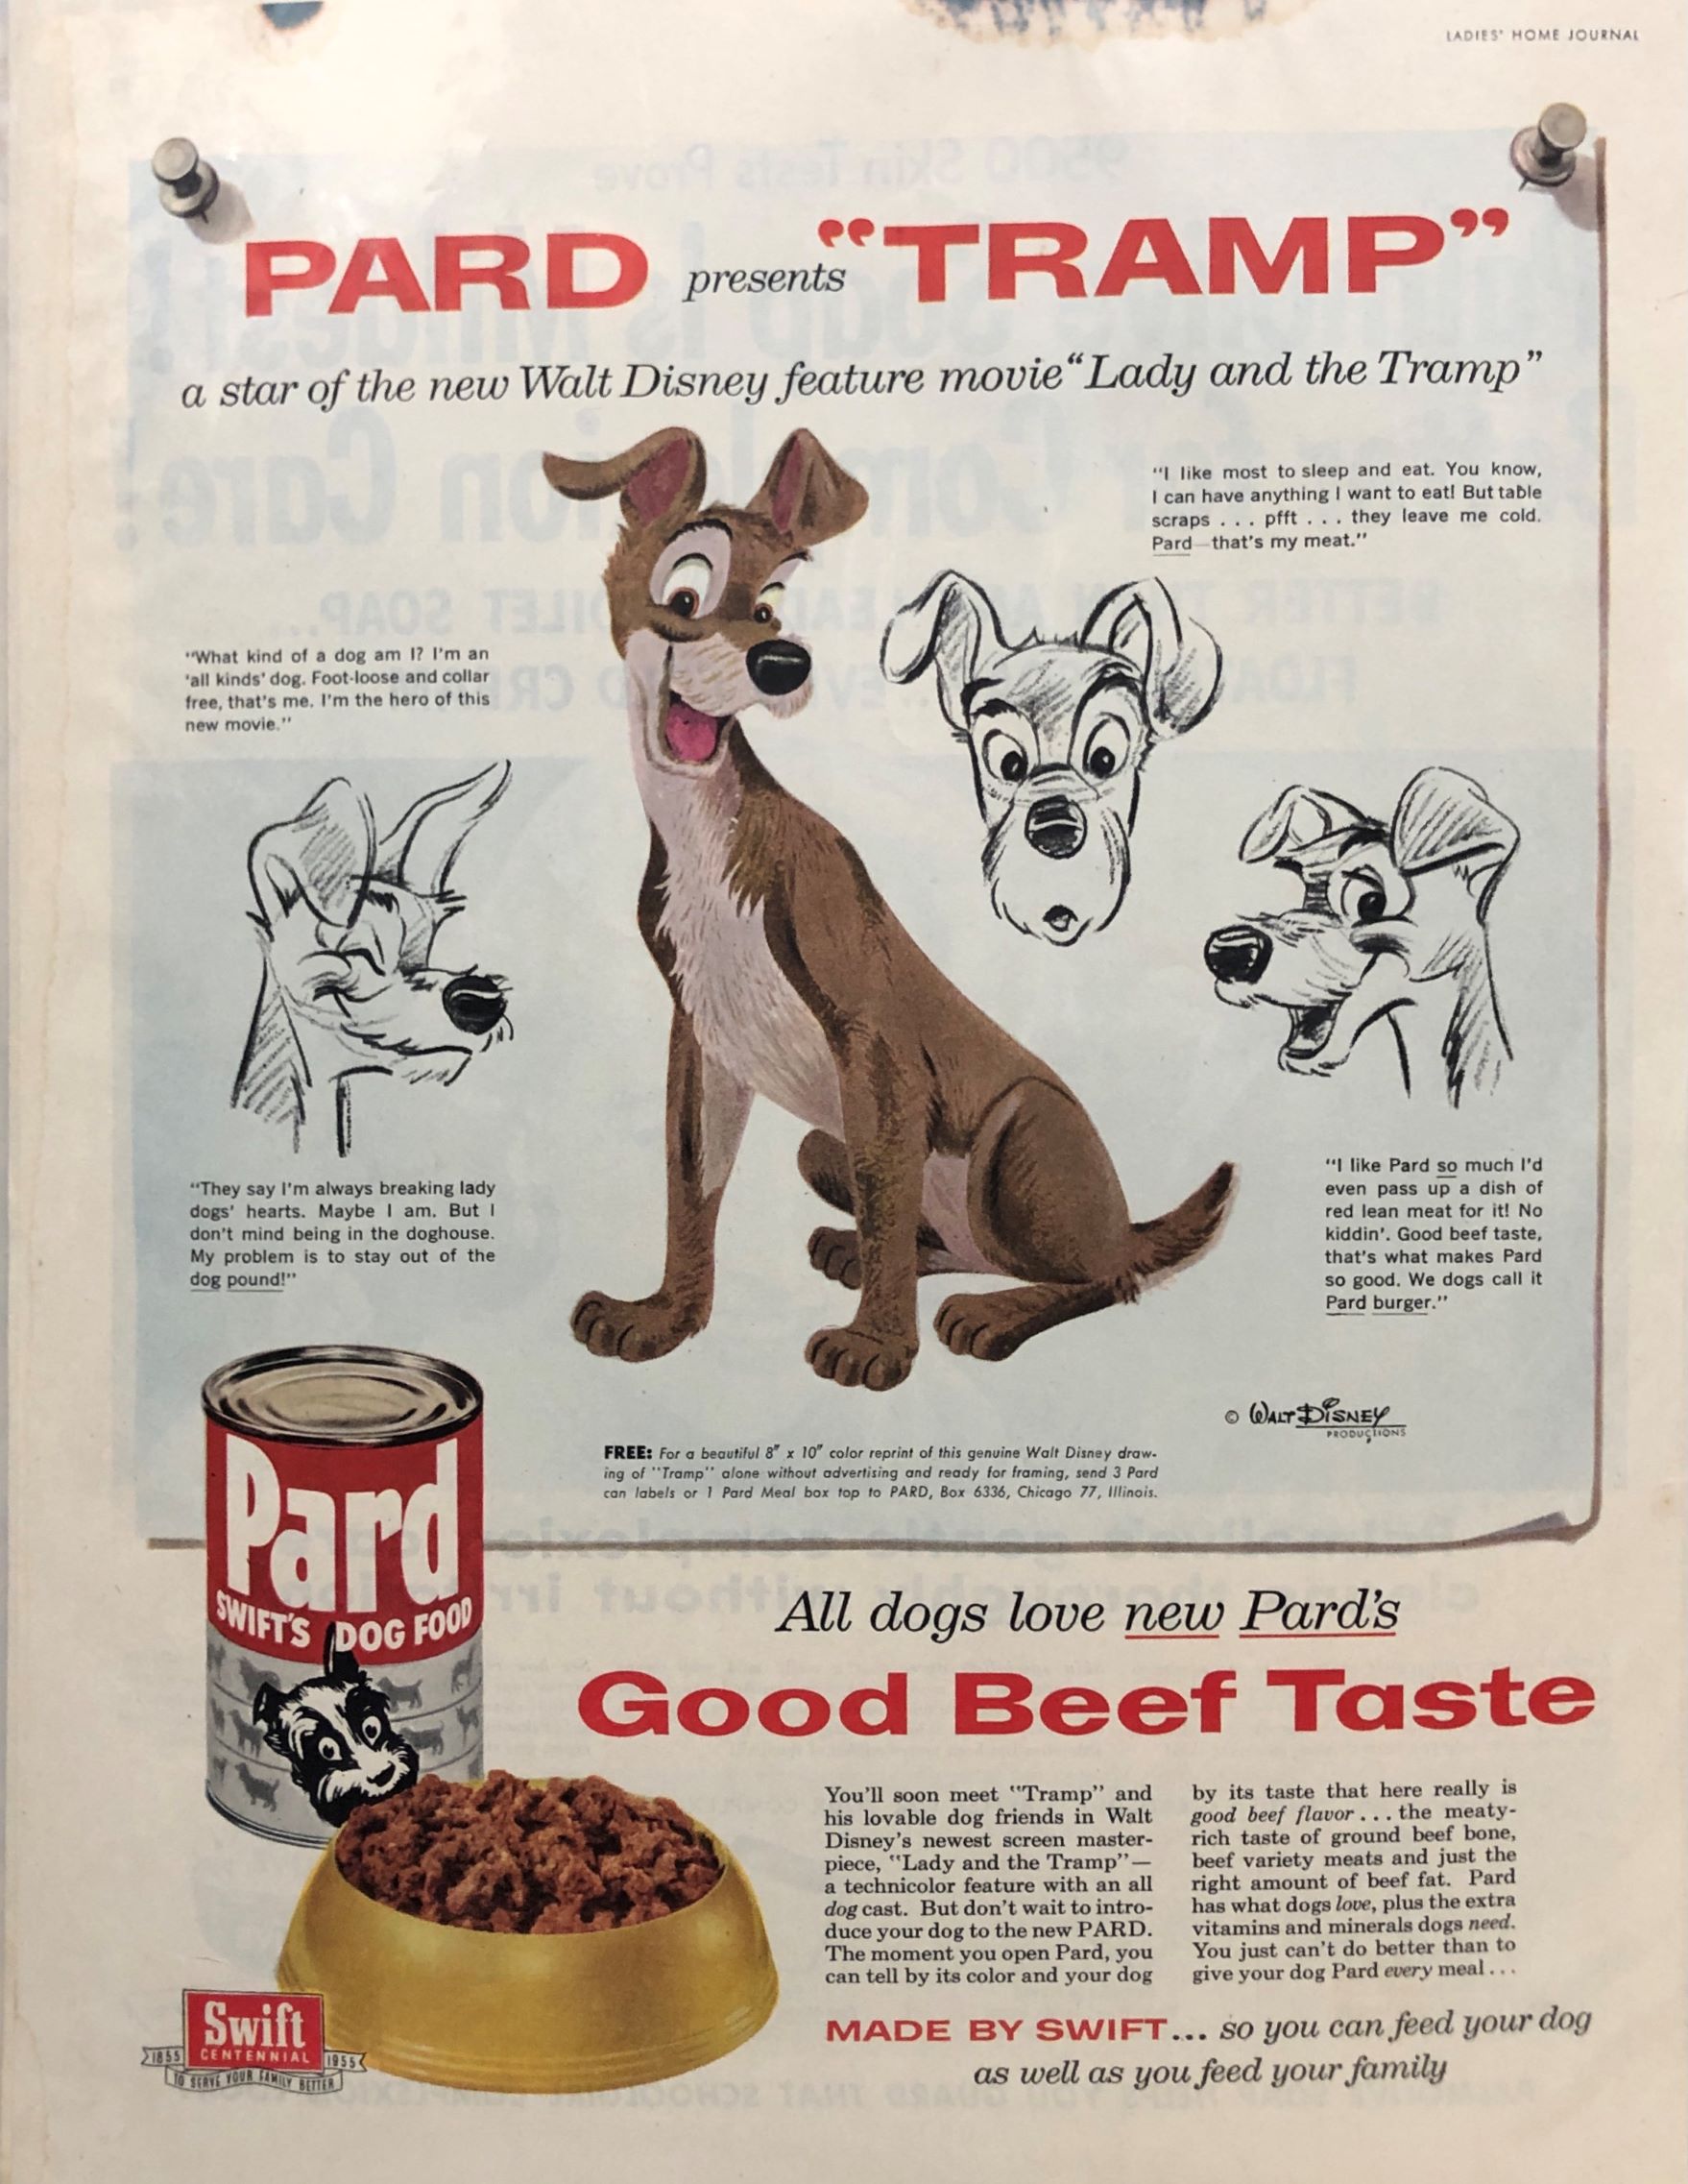 LADIES' HOME JOURNAL
PARD presents “TRAMP”
a star of the new Walt Disney feature movie “Lady and the Tramp”
“I like most to sleep and eat. You know,
I can have anything I want to eat! But table
scraps . . . pfft . . . they leave me cold.
Pard—that's my meat.”
“What kind of a dog am I? I'm an
‘all kinds’ dog. Foot-loose and collar
free, that's me. I'm the hero of this
new movie.”
“They say I'm always breaking lady
dogs' hearts. Maybe I am. But I
don't mind being in the doghouse.
My problem is to stay out of the
dog pound!”
“I like Pard so much I'd
even pass up a dish of
red lean meat for it! No
kiddin'. Good beef taste,
that's what makes Pard
so good. We dogs call it
Pard burger.”
© WALT DISNEY
PRODUCTIONS
FREE: For a beautiful 8" x 10" color reprint of this genuine Walt Disney draw-
ing of “Tramp” alone without advertising and ready for framing, send 3 Pard
can labels or 1 Pard Meal box top to PARD, Box 6336, Chicago 77, Illinois.
Pard
SWIFT'S DOG FOOD
All dogs love new Pard's
Good Beef Taste
You'll soon meet “Tramp” and
his lovable dog friends in Walt
Disney's newest screen master-
piece, “Lady and the Tramp”—
a technicolor feature with an all
dog cast. But don't wait to intro-
duce your dog to the new PARD.
The moment you open Pard, you
can tell by its color and your dog
by its taste that here really is
good beef flavor . . . the meaty-
rich taste of ground beef bone,
beef variety meats and just the
right amount of beef fat. Pard
has what dogs love, plus the extra
vitamins and minerals dogs need.
You just can't do better than to
give your dog Pard every meal . . .
MADE BY SWIFT... so you can feed your dog
as well as you feed your family
Swift
CENTENNIAL
1855 1955
TO SERVE YOUR FAMILY BETTER